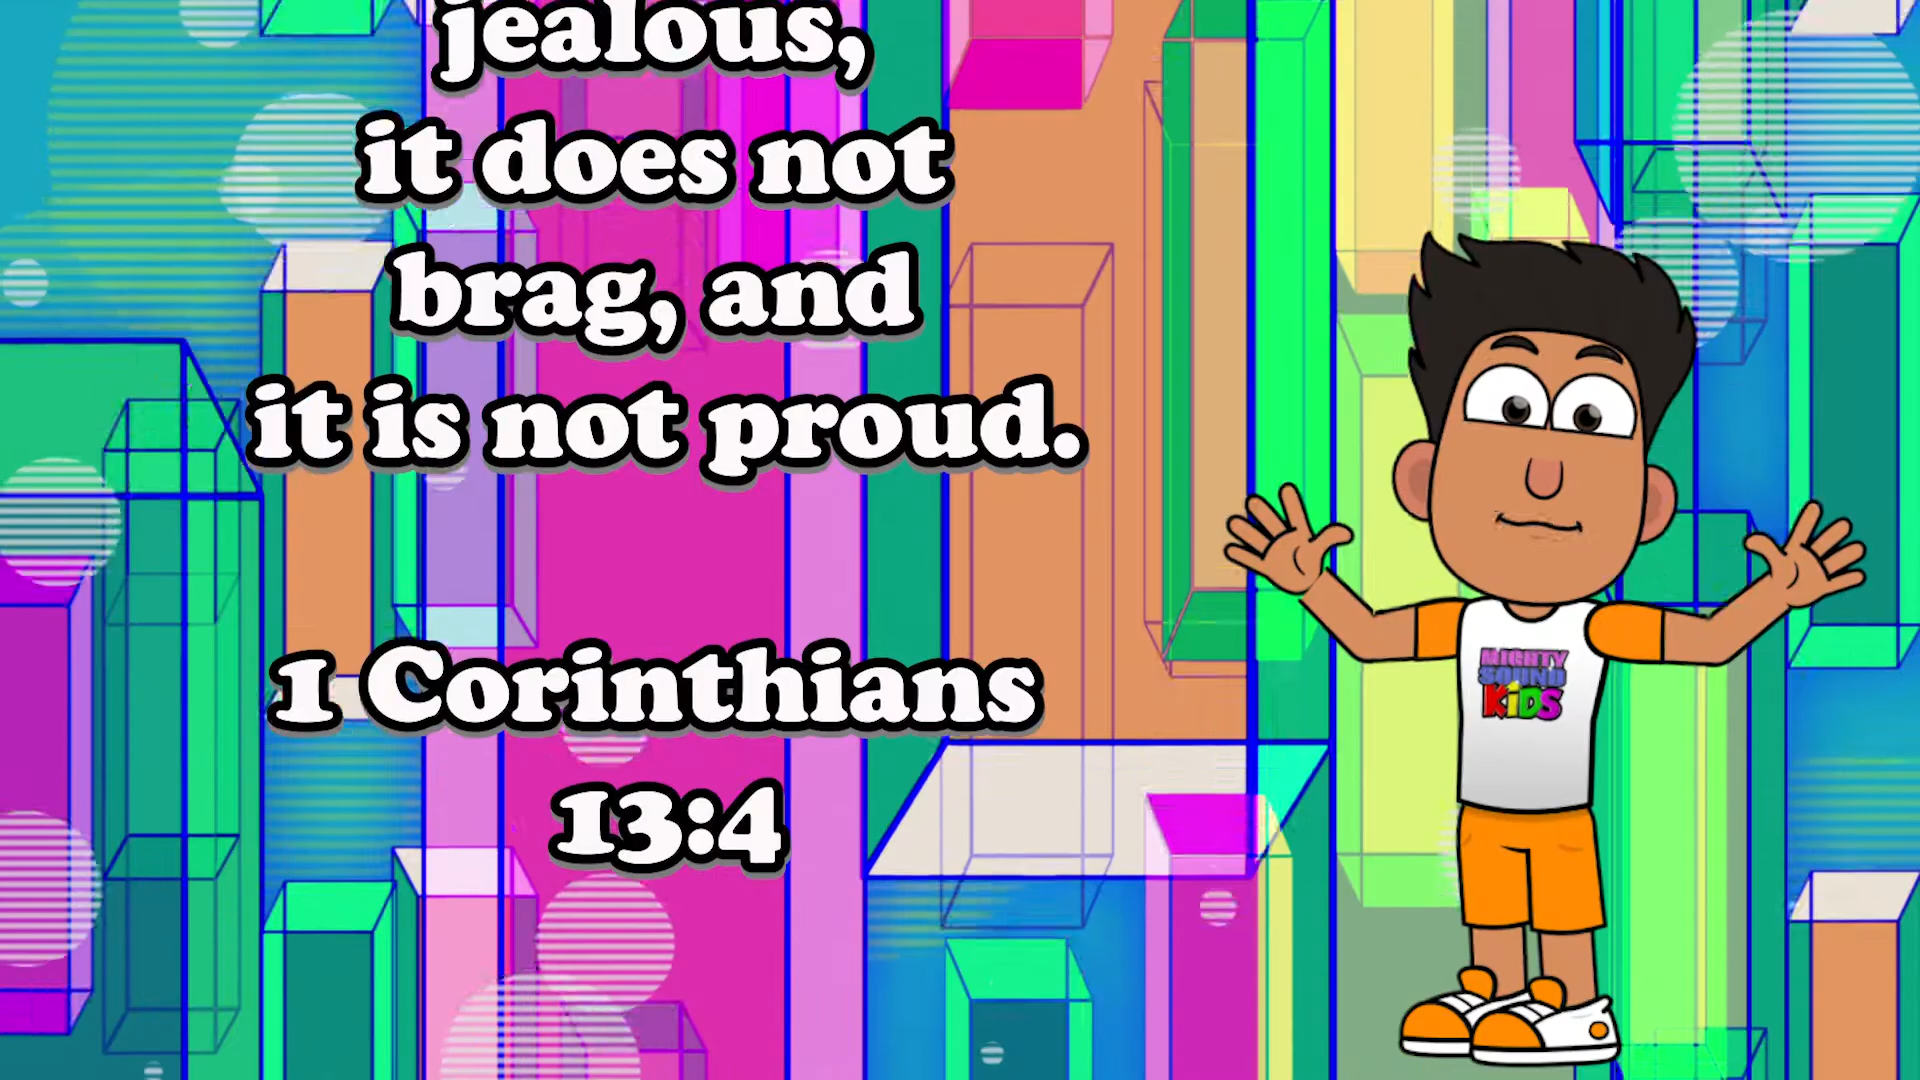 jealous,
it does not
brag, and
it is not proud.
1 Corinthians
13:4
MIGHTY
SOUND
KiDS